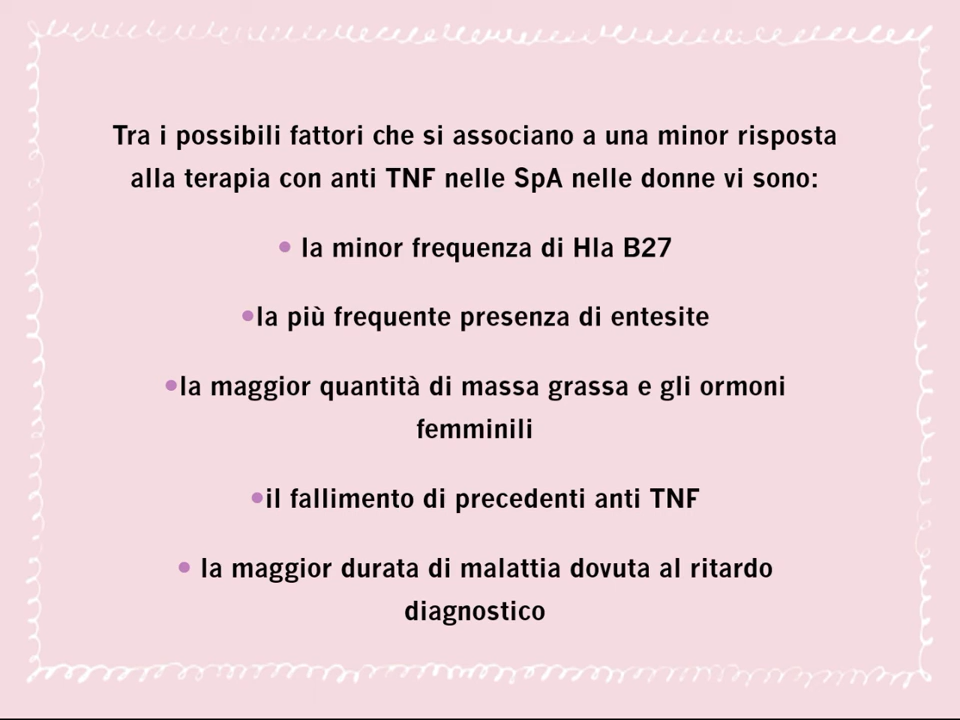 Tra i possibili fattori che si associano a una minor risposta
alla terapia con anti TNF nelle SpA nelle donne vi sono:
• la minor frequenza di Hla B27
•la più frequente presenza di entesite
•la maggior quantità di massa grassa e gli ormoni
femminili
•il fallimento di precedenti anti TNF
• la maggior durata di malattia dovuta al ritardo
diagnostico